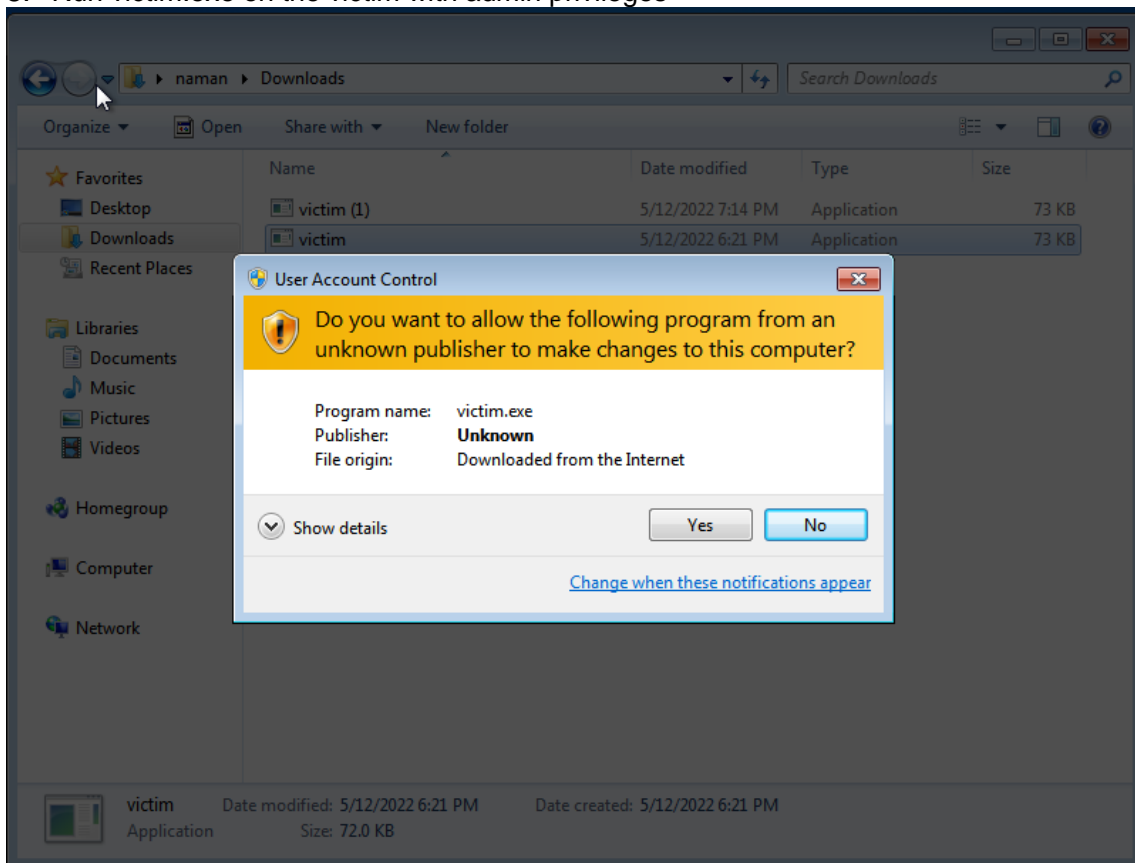 naman Downloads Search Downloads
Organize Open Share with New folder
Name Date modified Type Size
Favorites
Desktop
Downloads
Recent Places
Libraries
Documents
Music
Pictures
Videos
Homegroup
Computer
Network
victim (1) 5/12/2022 7:14 PM Application 73 KB
victim 5/12/2022 6:21 PM Application 73 KB
User Account Control
Do you want to allow the following program from an
unknown publisher to make changes to this computer?
Program name: victim.exe
Publisher: Unknown
File origin: Downloaded from the Internet
Show details Yes No
Change when these notifications appear
victim Date modified: 5/12/2022 6:21 PM Date created: 5/12/2022 6:21 PM
Application Size: 72.0 KB